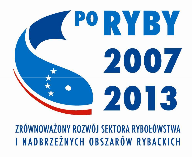 PO RYBY
2007
2013
ZRÓWNOWAŻONY ROZWÓJ SEKTORA RYBOŁÓWSTWA
I NADBRZEŻNYCH OBSZARÓW RYBACKICH